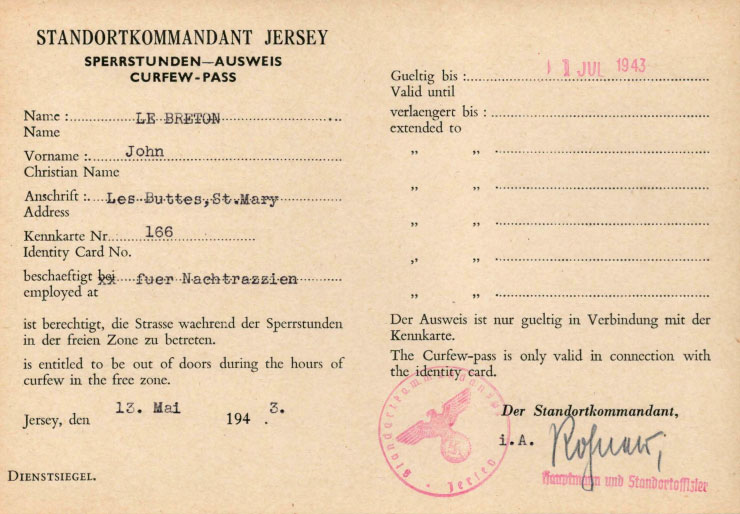 STANDORTKOMMANDANT JERSEY
SPERRSTUNDEN—AUSWEIS
CURFEW-PASS
Name : LE BRETON
Name
Vorname : John
Christian Name
Anschrift : Les Buttes,St.Mary
Address
Kennkarte Nr. 166
Identity Card No.
beschaeftigt bei xx fuer Nachtrazzien
employed at
ist berechtigt, die Strasse waehrend der Sperrstunden
in der freien Zone zu betreten.
is entitled to be out of doors during the hours of
curfew in the free zone.
Jersey, den 13. Mai 194 3.
DIENSTSIEGEL.
Gueltig bis : 1 JUL 1943
Valid until
verlaengert bis :
extended to
„ „
„ „
„ „
„ „
„ „
Der Ausweis ist nur gueltig in Verbindung mit der
Kennkarte.
The Curfew-pass is only valid in connection with
the identity card.
Standortkommandantur Jersey
Der Standortkommandant,
i.A.
Hauptmann und Standortoffizier